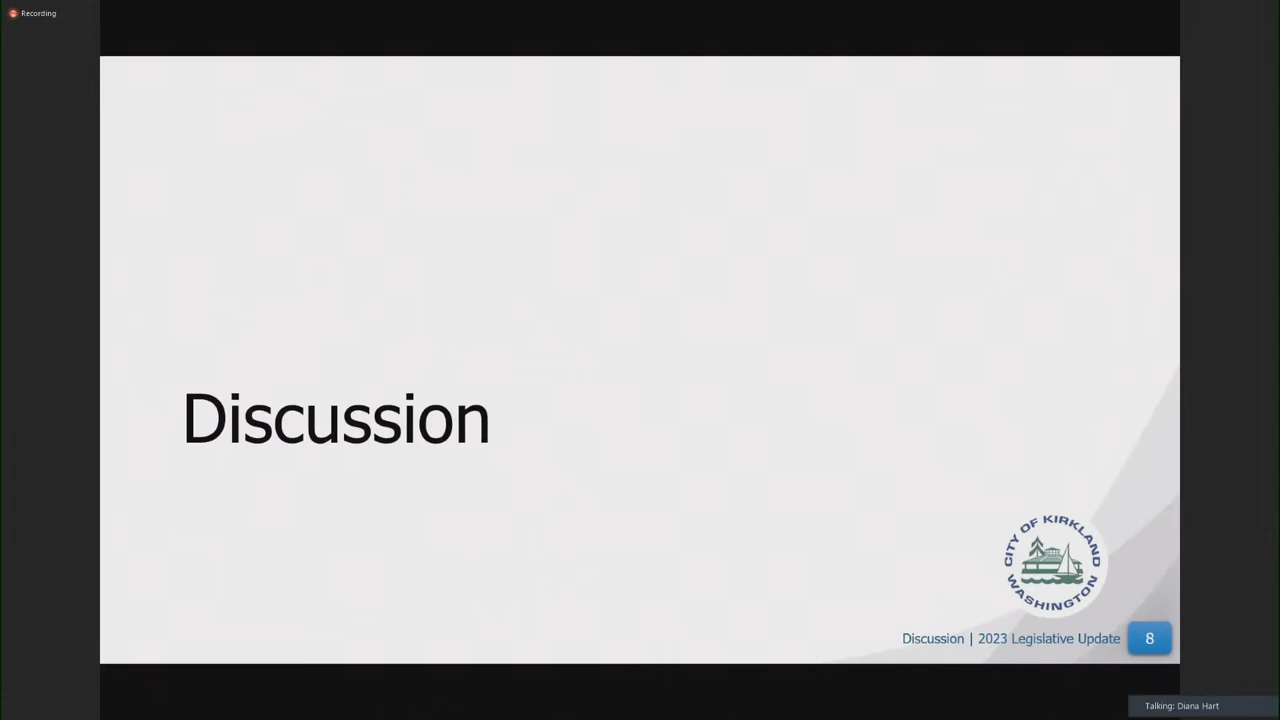 Recording
Discussion
CITY OF KIRKLAND
WASHINGTON
Discussion | 2023 Legislative Update
8
Talking: Diana Hart